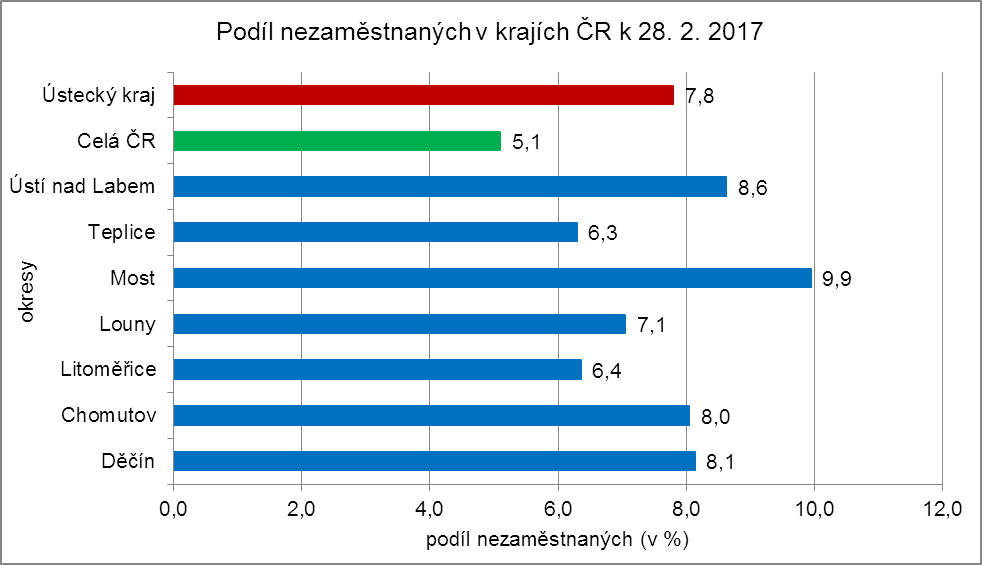 Podíl nezaměstnaných v krajích ČR k 28. 2. 2017
Ústecký kraj
7,8
Celá ČR
5,1
Ústí nad Labem
8,6
Teplice
6,3
Most
9,9
Louny
7,1
Litoměřice
6,4
Chomutov
8,0
Děčín
8,1
okresy
0,0 2,0 4,0 6,0 8,0 10,0 12,0
podíl nezaměstnaných (v %)